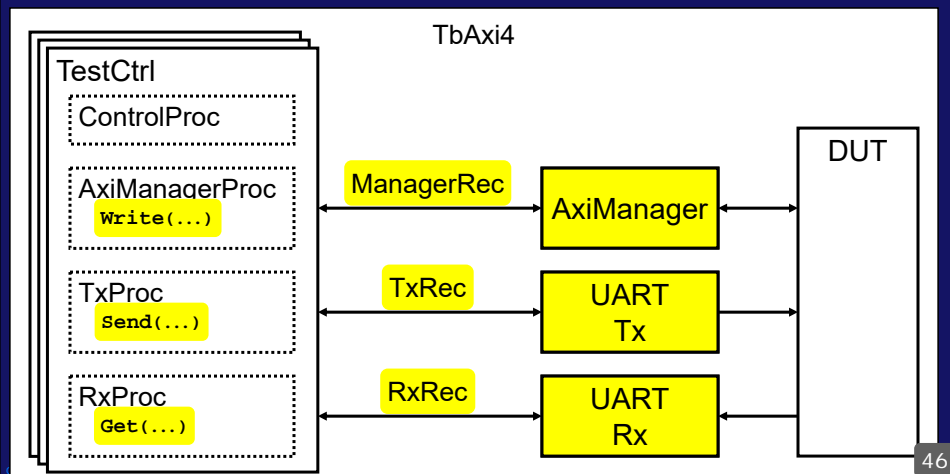 TbAxi4
TestCtrl
ControlProc
AxiManagerProc
Write(...)
TxProc
Send(...)
RxProc
Get(...)
ManagerRec
TxRec
RxRec
AxiManager
UART
Tx
UART
Rx
DUT
46